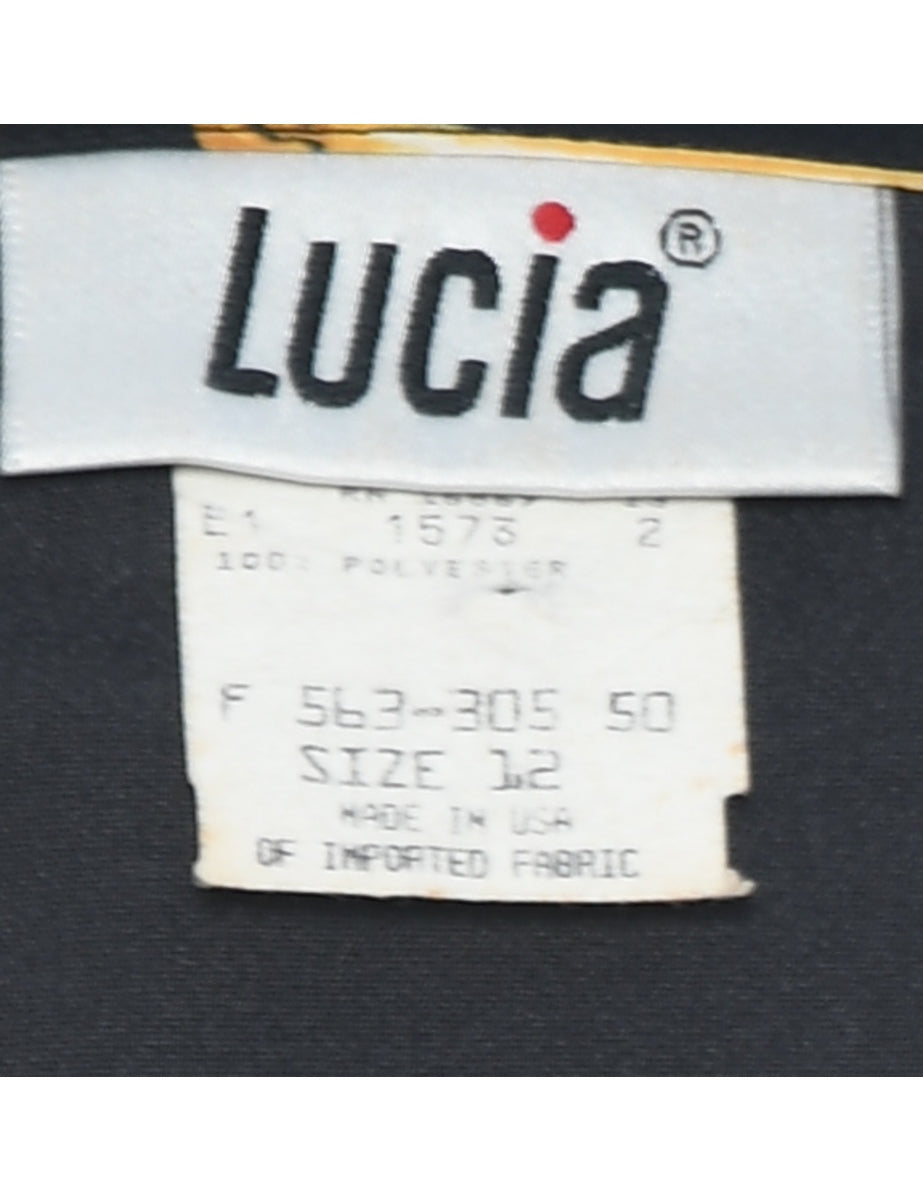 Lucia®
E1 1573 2
100% POLYESTER
F 563-305 50
SIZE 12
MADE IN USA
OF IMPORTED FABRIC